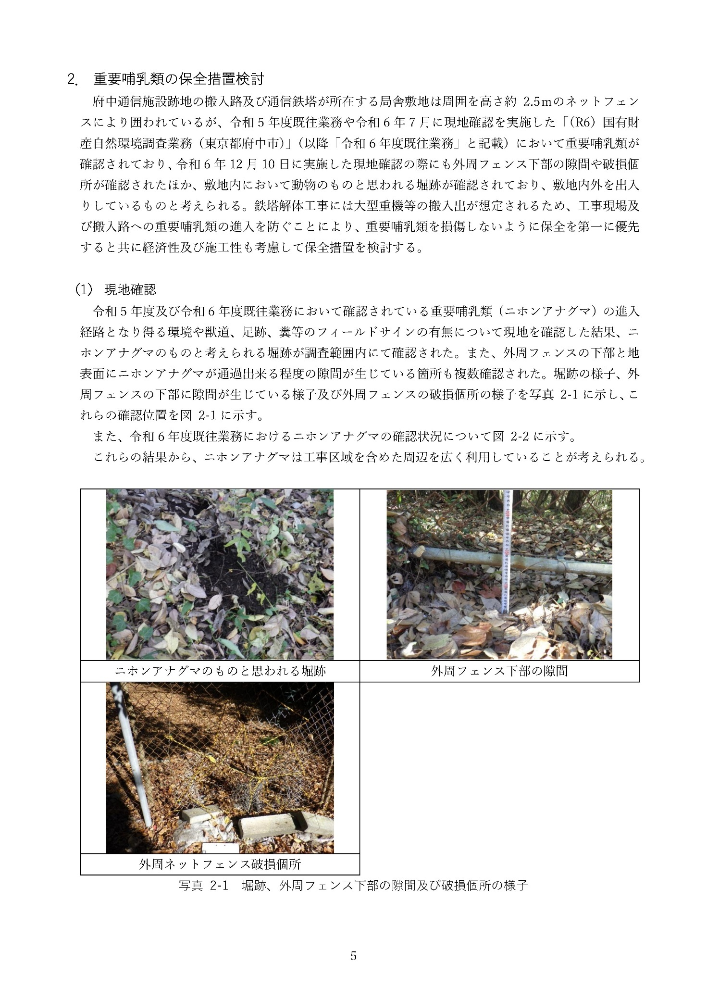 2. 重要哺乳類の保全措置検討
府中通信施設跡地の搬入路及び通信鉄塔が所在する局舎敷地は周囲を高さ約 2.5mのネットフェン
スにより囲われているが、令和５年度既往業務や令和６年７月に現地確認を実施した「（R6）国有財
産自然環境調査業務（東京都府中市）」（以降「令和６年度既往業務」と記載）において重要哺乳類が
確認されており、令和６年 12 月 10 日に実施した現地確認の際にも外周フェンス下部の隙間や破損個
所が確認されたほか、敷地内において動物のものと思われる堀跡が確認されており、敷地内外を出入
りしているものと考えられる。鉄塔解体工事には大型重機等の搬入出が想定されるため、工事現場及
び搬入路への重要哺乳類の進入を防ぐことにより、重要哺乳類を損傷しないように保全を第一に優先
すると共に経済性及び施工性も考慮して保全措置を検討する。
(1) 現地確認
令和５年度及び令和６年度既往業務において確認されている重要哺乳類（ニホンアナグマ）の進入
経路となり得る環境や獣道、足跡、糞等のフィールドサインの有無について現地を確認した結果、ニ
ホンアナグマのものと考えられる堀跡が調査範囲内にて確認された。また、外周フェンスの下部と地
表面にニホンアナグマが通過出来る程度の隙間が生じている箇所も複数確認された。堀跡の様子、外
周フェンスの下部に隙間が生じている様子及び外周フェンスの破損個所の様子を写真 2-1 に示し、こ
れらの確認位置を図 2-1 に示す。
また、令和６年度既往業務におけるニホンアナグマの確認状況について図 2-2 に示す。
これらの結果から、ニホンアナグマは工事区域を含めた周辺を広く利用していることが考えられる。
ニホンアナグマのものと思われる堀跡
外周フェンス下部の隙間
外周ネットフェンス破損個所
写真 2-1 堀跡、外周フェンス下部の隙間及び破損個所の様子
5